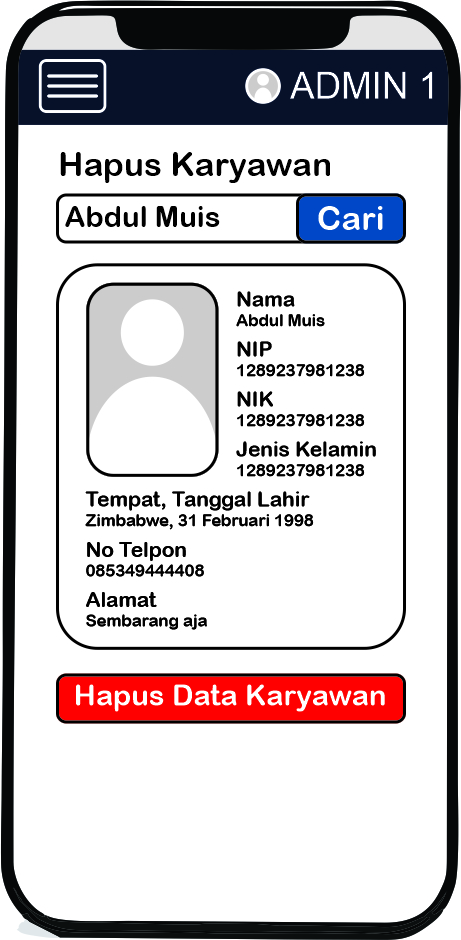 ADMIN 1
Hapus Karyawan
Abdul Muis
Cari
Nama
Abdul Muis
NIP
1289237981238
NIK
1289237981238
Jenis Kelamin
1289237981238
Tempat, Tanggal Lahir
Zimbabwe, 31 Februari 1998
No Telpon
085349444408
Alamat
Sembarang aja
Hapus Data Karyawan